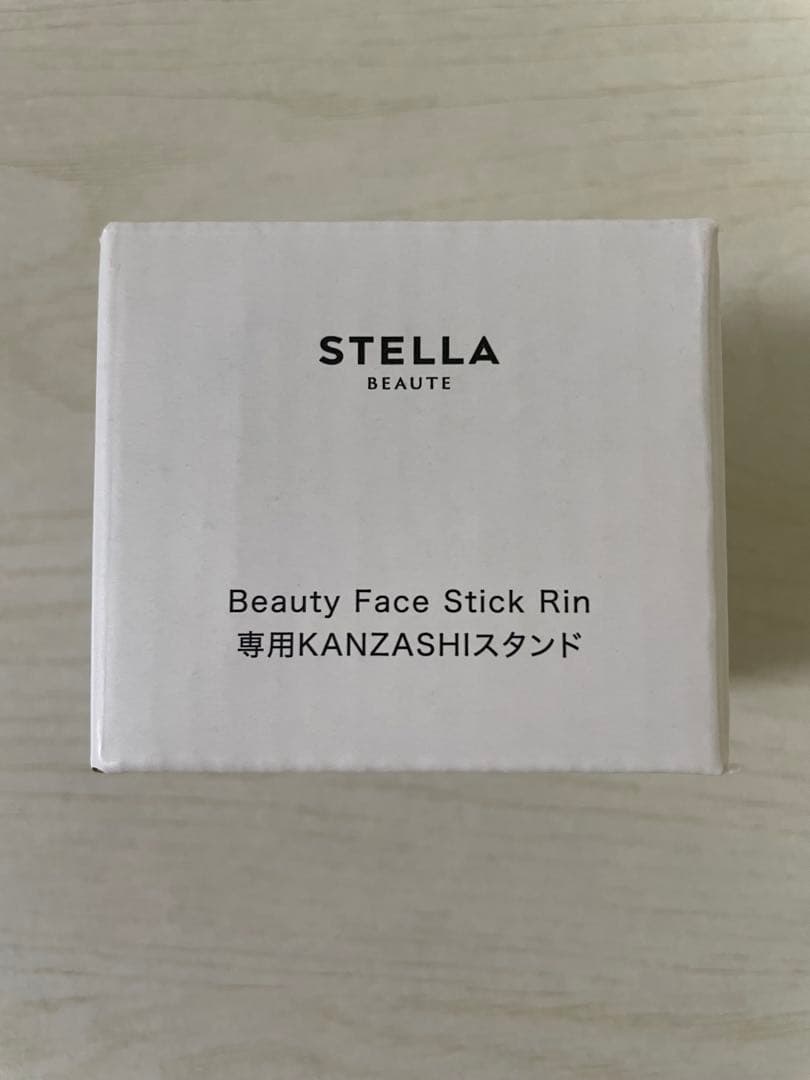 STELLA
BEAUTE
Beauty Face Stick Rin
専用KANZASHIスタンド